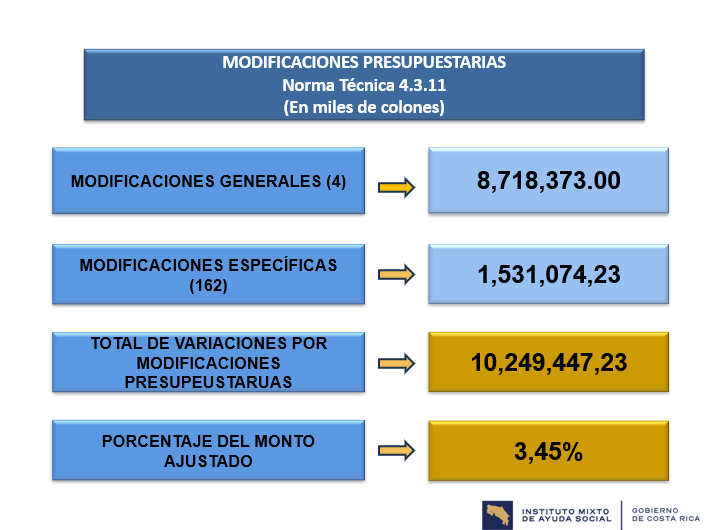 MODIFICACIONES PRESUPUESTARIAS
Norma Técnica 4.3.11
(En miles de colones)
MODIFICACIONES GENERALES (4)
8,718,373.00
MODIFICACIONES ESPECÍFICAS
(162)
1,531,074,23
TOTAL DE VARIACIONES POR
MODIFICACIONES
PRESUPEUSTARUAS
10,249,447,23
PORCENTAJE DEL MONTO
AJUSTADO
3,45%
INSTITUTO MIXTO
DE AYUDA SOCIAL
GOBIERNO
DE COSTA RICA